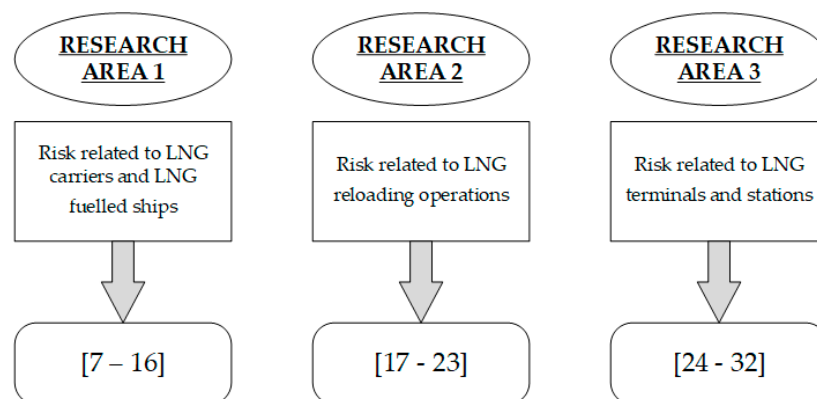 RESEARCH
AREA 1
RESEARCH
AREA 2
RESEARCH
AREA 3
Risk related to LNG
carriers and LNG
fuelled ships
Risk related to LNG
reloading operations
Risk related to LNG
terminals and stations
[7 – 16]
[17 - 23]
[24 - 32]